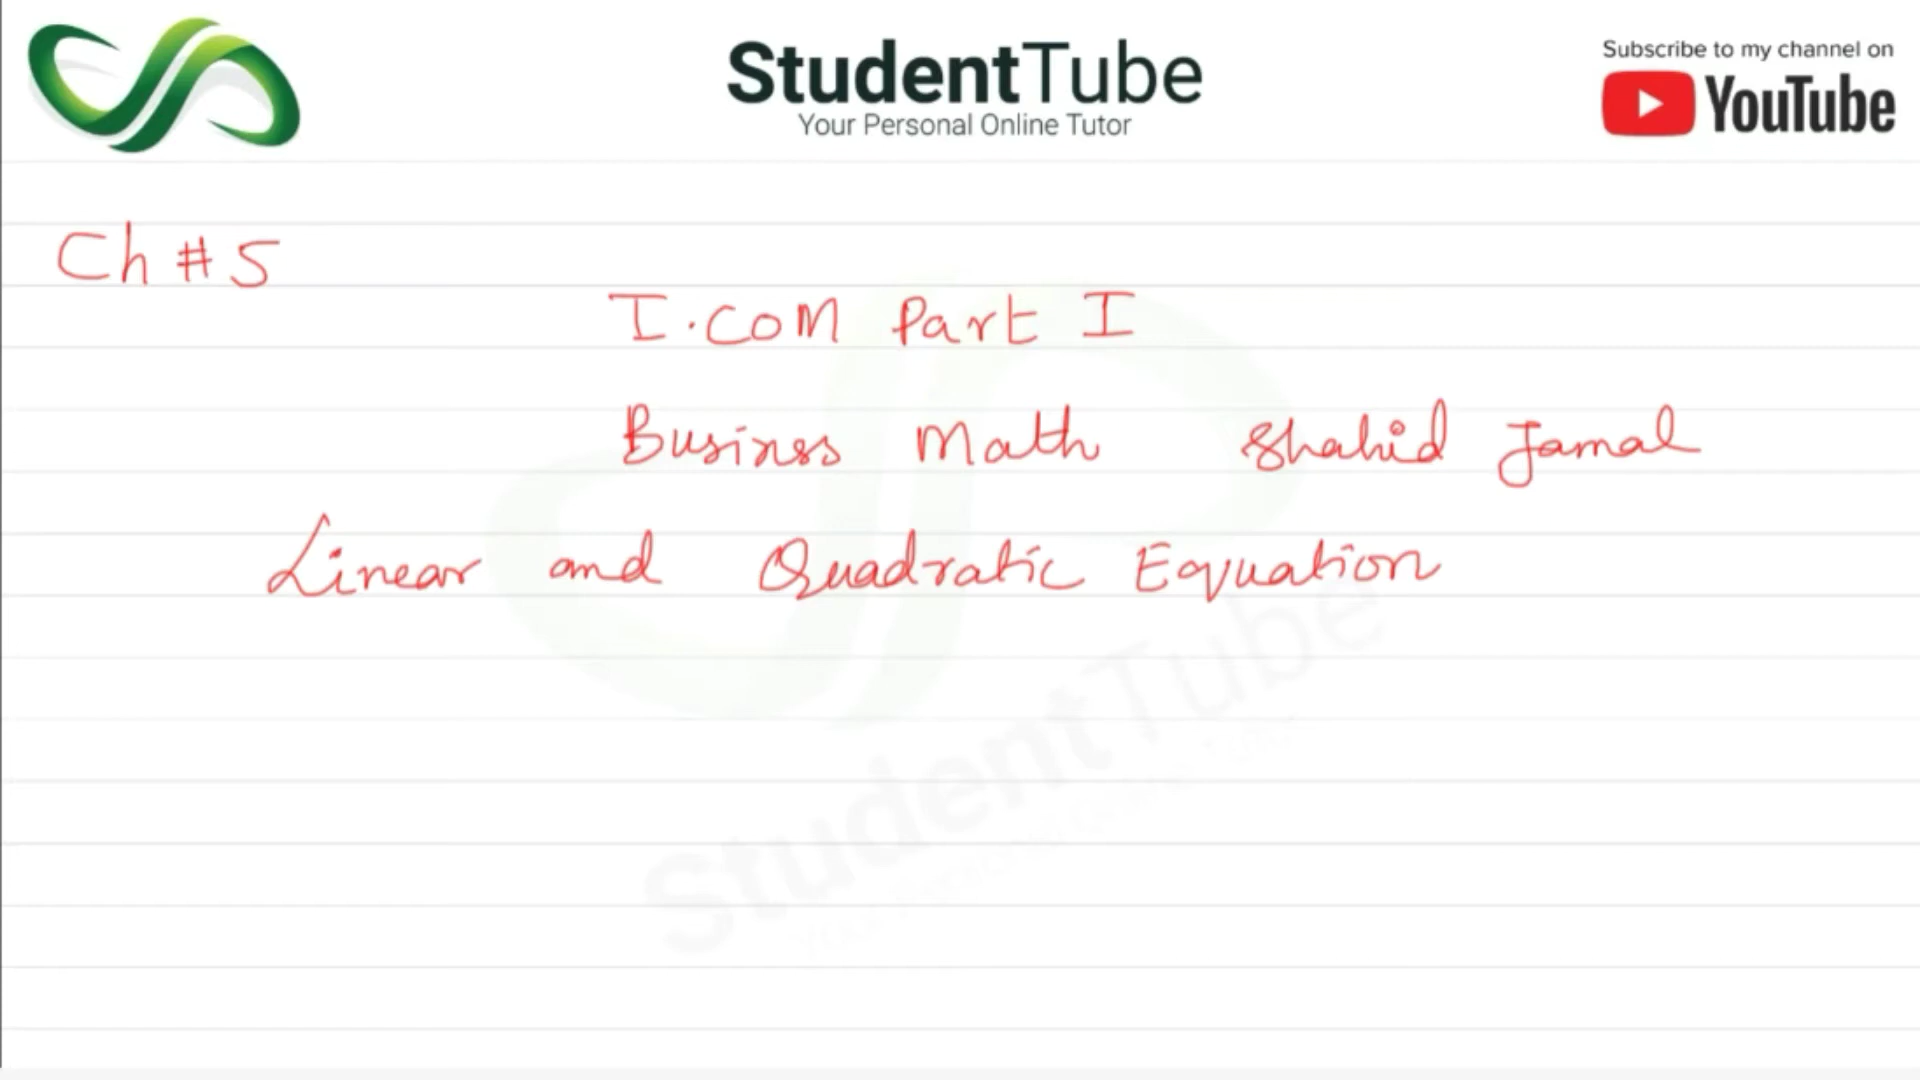 Subscribe to my channel on
StudentTube
YouTube
Your Personal Online Tutor
Ch # 5
I.COM Part I
Business Math Shahid Jamal
Linear and Quadratic Equation
StudentTube